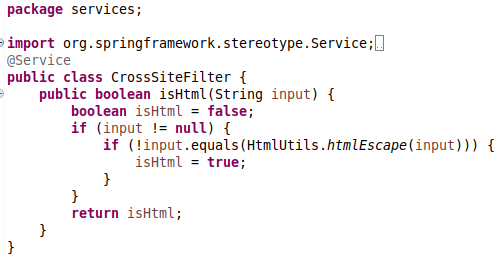 package services;
import org.springframework.stereotype.Service;
@Service
public class CrossSiteFilter {
    public boolean isHtml(String input) {
        boolean isHtml = false;
        if (input != null) {
            if (!input.equals(HtmlUtils.htmlEscape(input))) {
                isHtml = true;
            }
        }
        return isHtml;
    }
}